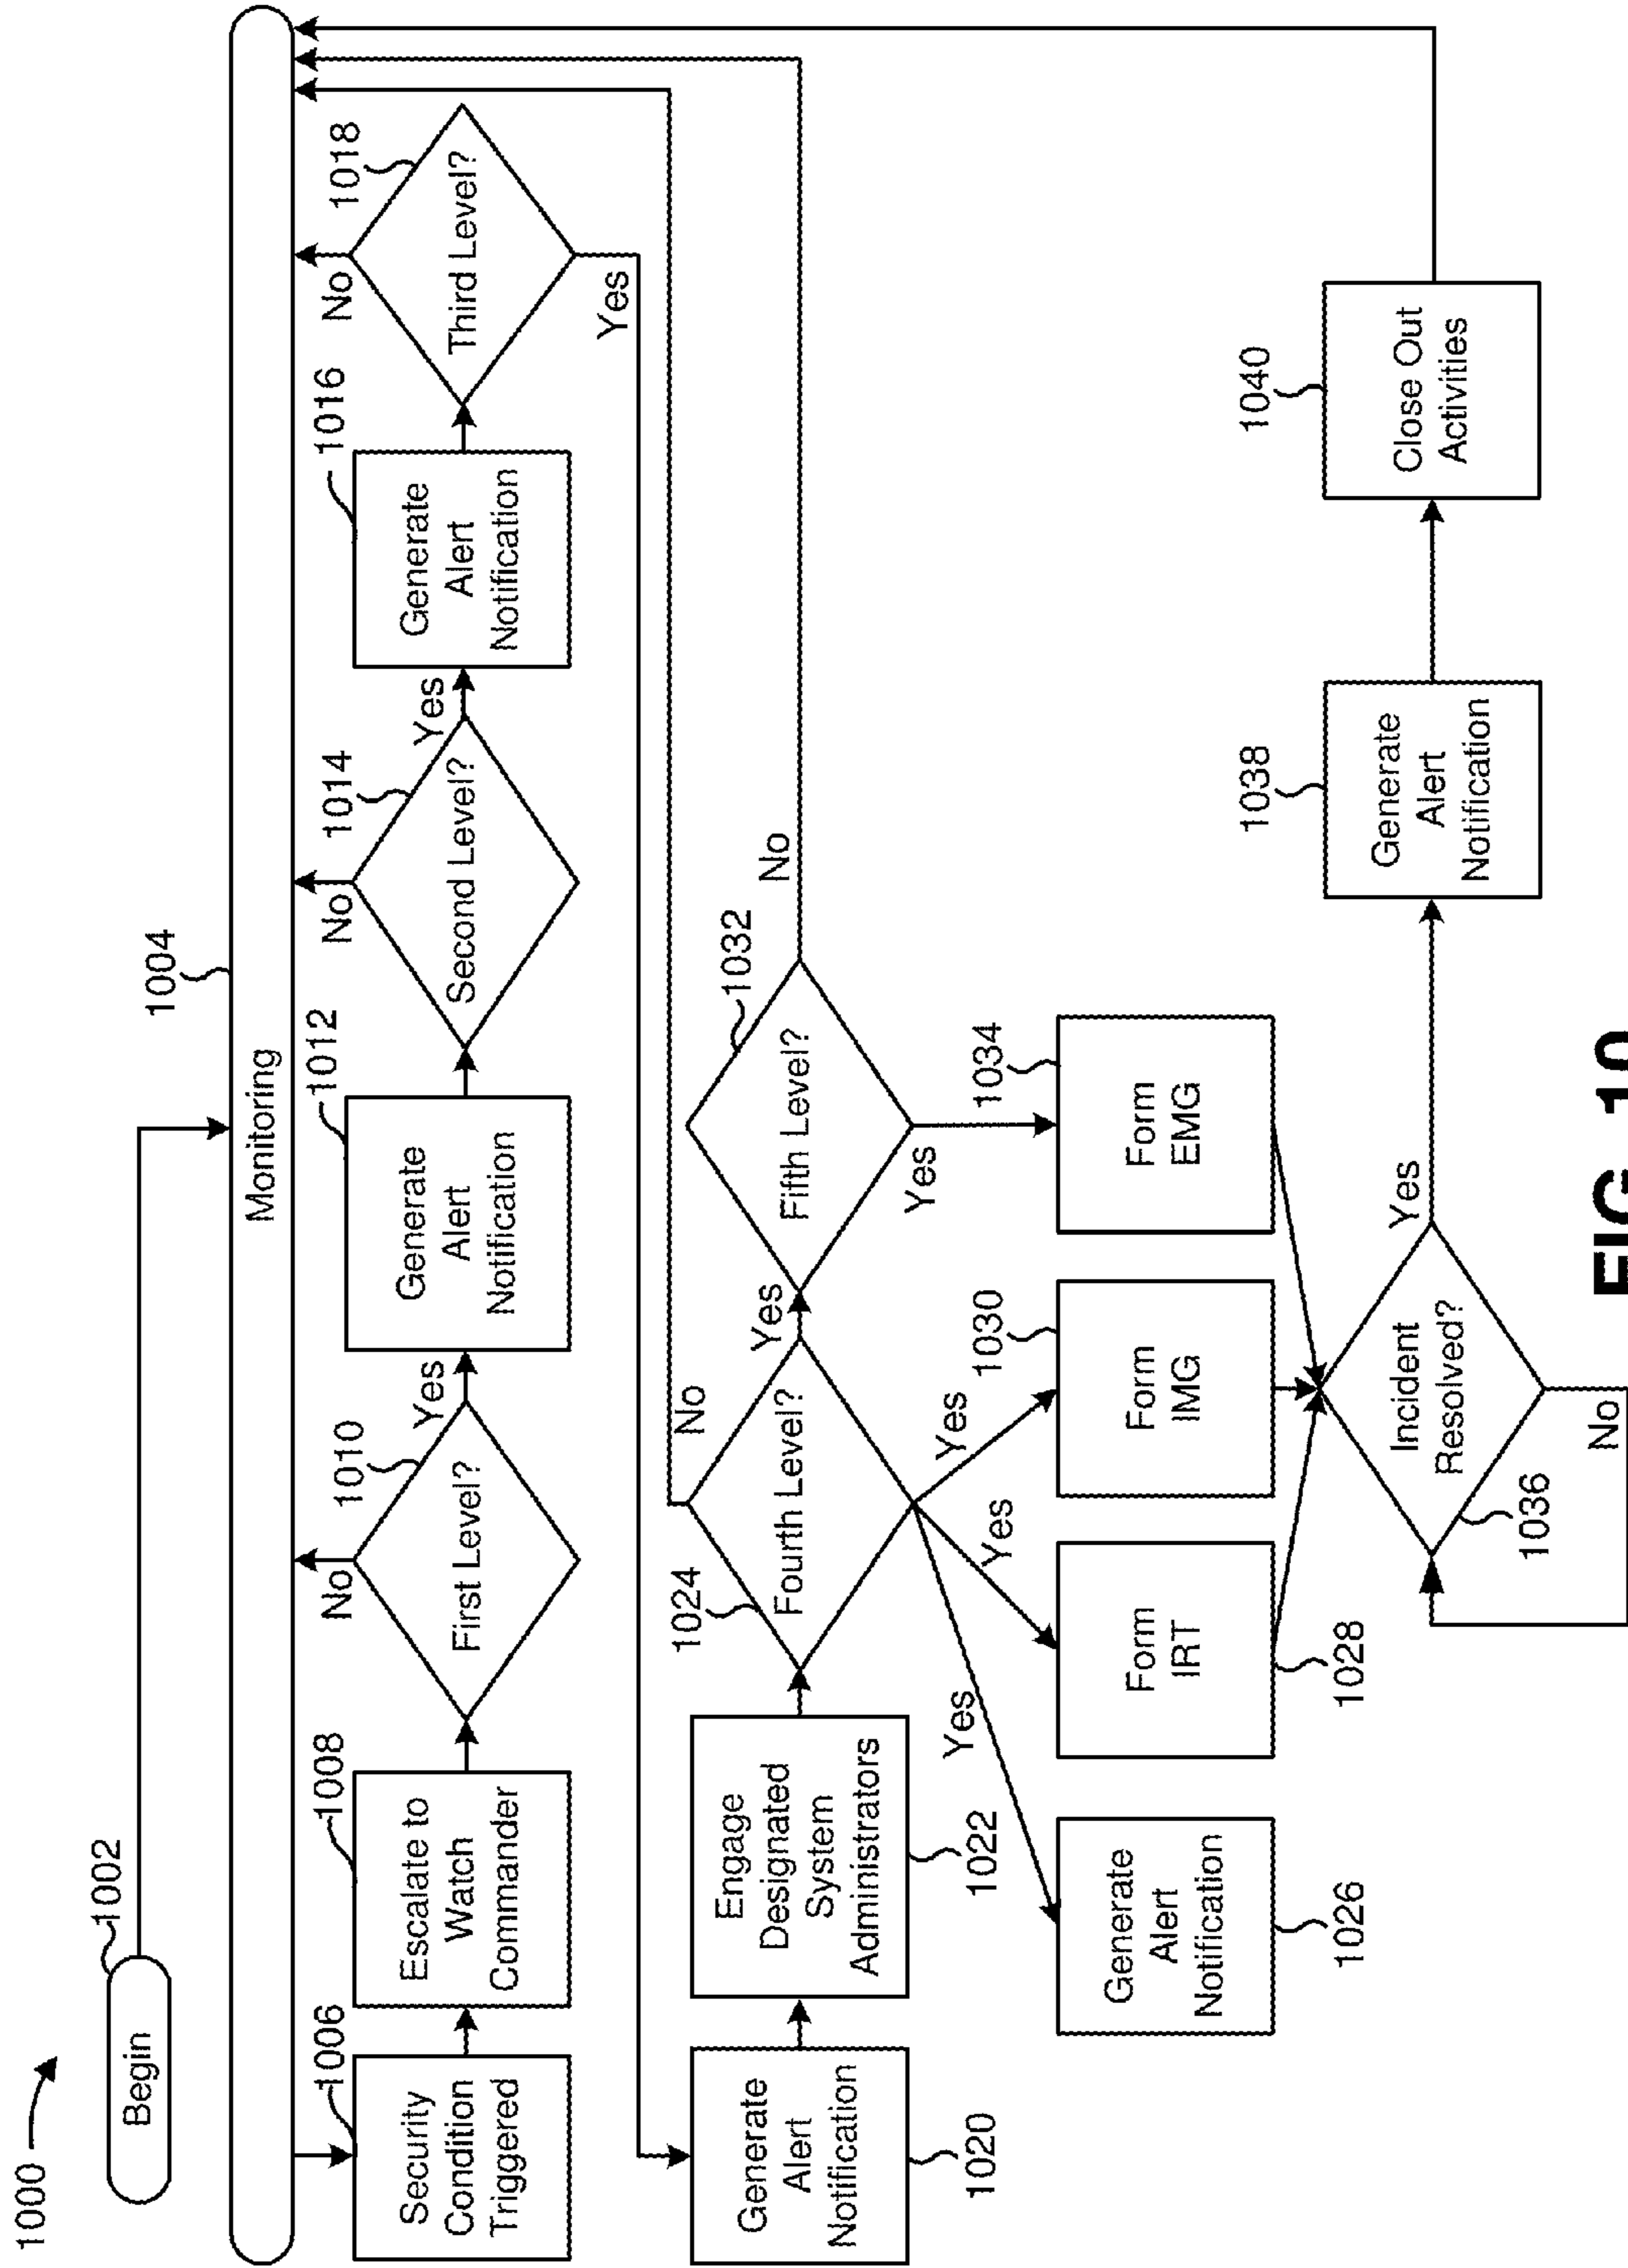 1000
Begin
1002
1004
Monitoring
1006
Security
Condition
Triggered
1008
Escalate to
Watch
Commander
1010
First Level?
No
Yes
1012
Generate
Alert
Notification
1014
Second Level?
No
Yes
1016
Generate
Alert
Notification
1018
Third Level?
No
Yes
Generate
Alert
Notification
1020
Engage
Designated
System
Administrators
1022
1024
Fourth Level?
No
Yes
1032
Fifth Level?
No
Yes
Yes
Yes
Yes
Generate
Alert
Notification
1026
Form
IRT
1028
1030
Form
IMG
1034
Form
EMG
Incident
Resolved?
1036
No
Yes
1038
Generate
Alert
Notification
1040
Close Out
Activities
FIG. 10